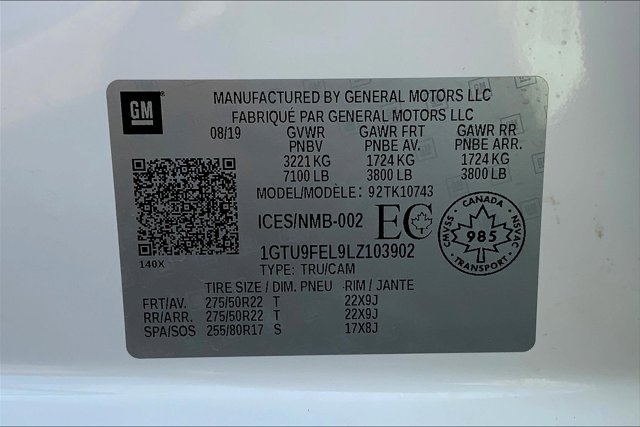 GM
MANUFACTURED BY GENERAL MOTORS LLC
FABRIQUÉ PAR GENERAL MOTORS LLC
08/19 GVWR GAWR FRT GAWR RR
PNBV PNBE AV. PNBE ARR.
3221 KG 1724 KG 1724 KG
7100 LB 3800 LB 3800 LB
MODEL/MODÈLE: 92TK10743
ICES/NMB-002 EC
CANADA
CMVSS 985 NSVAC
TRANSPORT
1GTU9FEL9LZ103902
140X
TYPE: TRU/CAM
TIRE SIZE / DIM. PNEU RIM / JANTE
FRT/AV. 275/50R22 T 22X9J
RR/ARR. 275/50R22 T 22X9J
SPA/SOS 255/80R17 S 17X8J